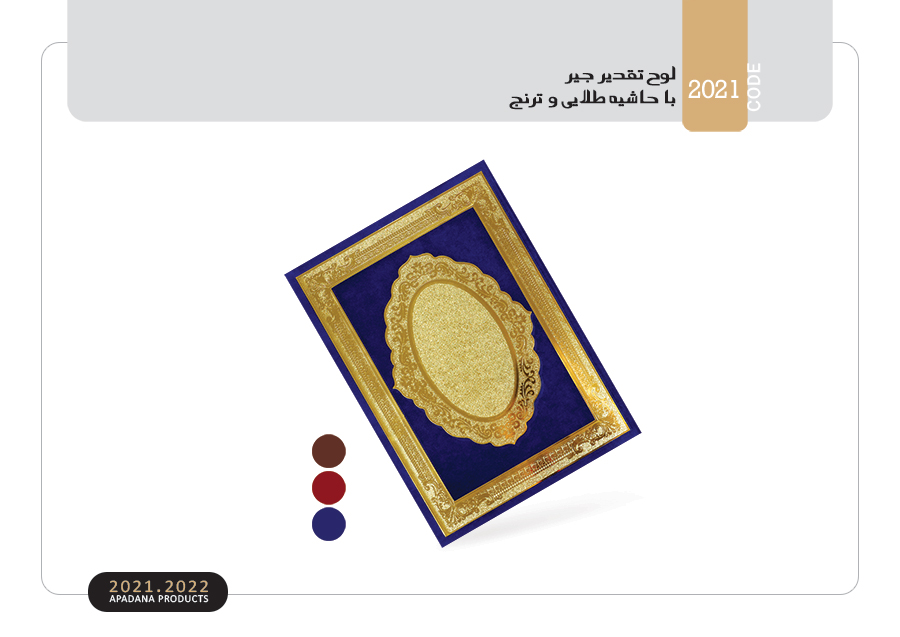 لوح تقدیر جیر
با حاشیه طلایی و ترنج
2021
CODE
2021.2022
APADANA PRODUCTS